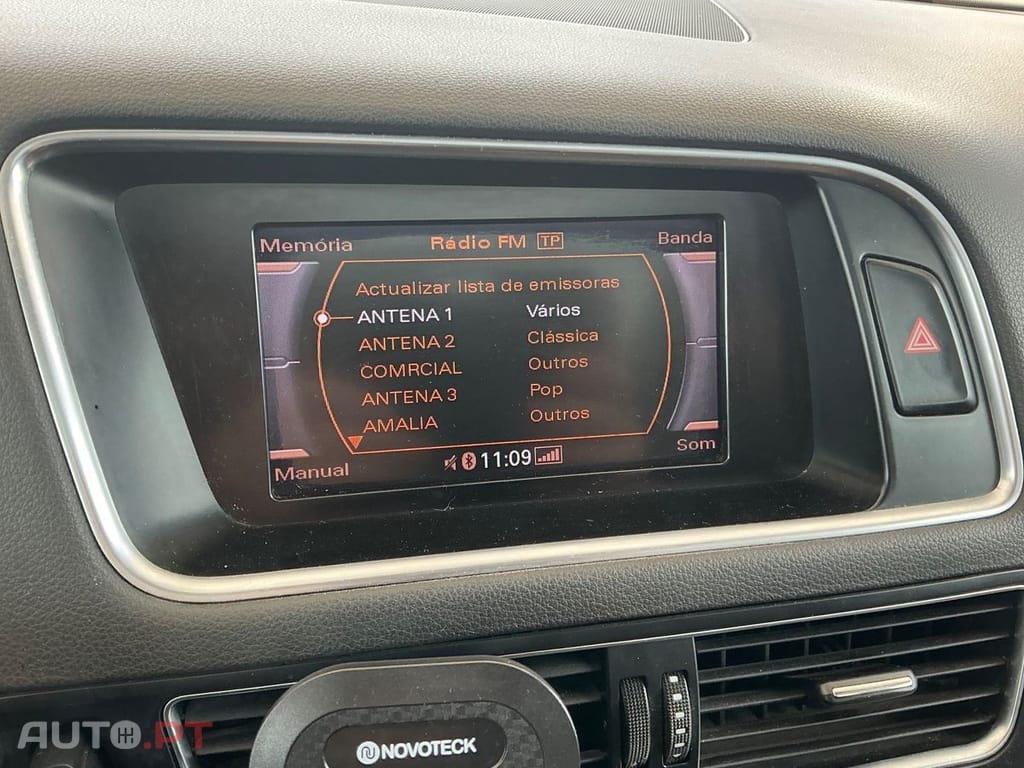 Memória Rádio FM TP Banda
Actualizar lista de emissoras
ANTENA 1 Vários
ANTENA 2 Clássica
COMRCIAL Outros
ANTENA 3 Pop
AMALIA Outros
Manual 11:09 Som
NOVOTECK
AUTO.PT